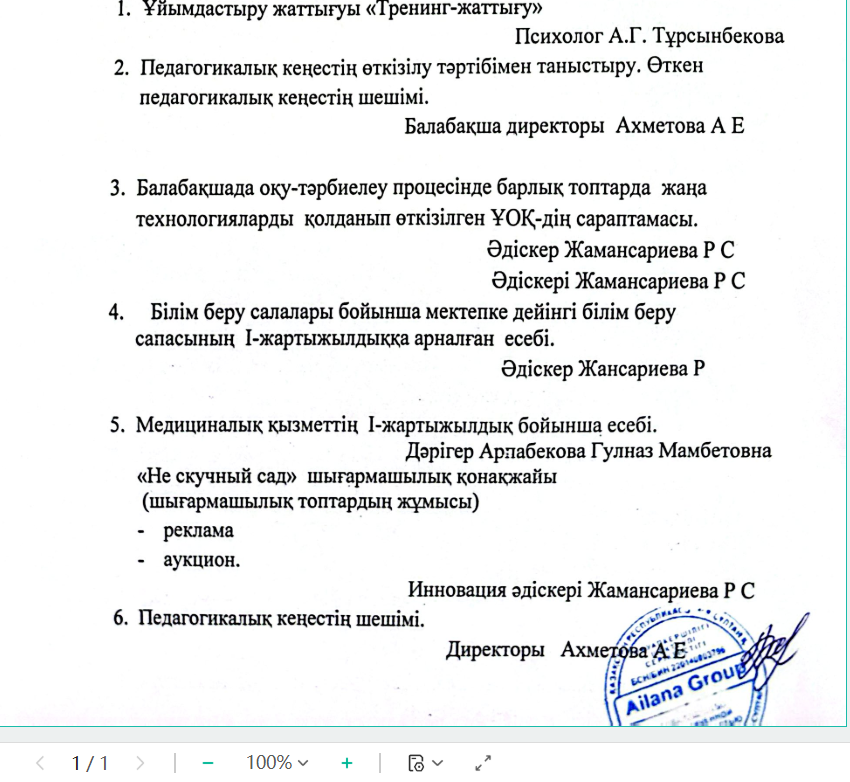 1. Ұйымдастыру жаттығуы «Тренинг-жаттығу»
Психолог А.Г. Тұрсынбекова
2. Педагогикалық кеңестің өткізілу тәртібімен таныстыру. Өткен
педагогикалық кеңестің шешімі.
Балабақша директоры Ахметова А Е
3. Балабақшада оқу-тәрбиелеу процесінде барлық топтарда жаңа
технологияларды қолданып өткізілген ҰОҚ-дің сараптамасы.
Әдіскер Жамансариева Р С
Әдіскері Жамансариева Р С
4. Білім беру салалары бойынша мектепке дейінгі білім беру
сапасының І-жартыжылдыққа арналған есебі.
Әдіскер Жансариева Р
5. Медициналық қызметтің І-жартыжылдық бойынша есебі.
Дәрігер Арпабекова Гулназ Мамбетовна
«Не скучный сад» шығармашылық қонақжайы
(шығармашылық топтардың жұмысы)
- реклама
- аукцион.
Инновация әдіскері Жамансариева Р С
6. Педагогикалық кеңестің шешімі.
Директоры Ахметова А Е
Ailana Group
1 / 1
100%